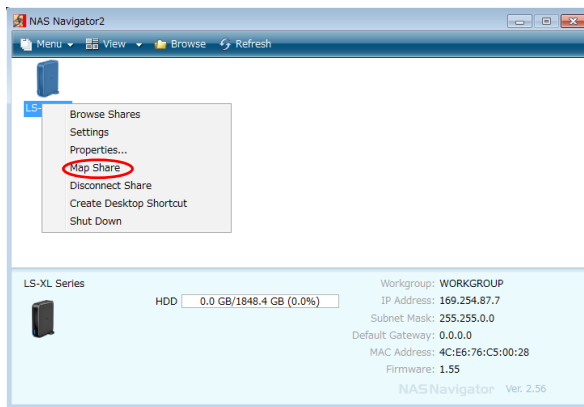 NAS Navigator2
Menu View Browse Refresh
LS-
Browse Shares
Settings
Properties...
Map Share
Disconnect Share
Create Desktop Shortcut
Shut Down
LS-XL Series
HDD 0.0 GB/1848.4 GB (0.0%)
Workgroup: WORKGROUP
IP Address: 169.254.87.7
Subnet Mask: 255.255.0.0
Default Gateway: 0.0.0.0
MAC Address: 4C:E6:76:C5:00:28
Firmware: 1.55
NASNavigator Ver. 2.56